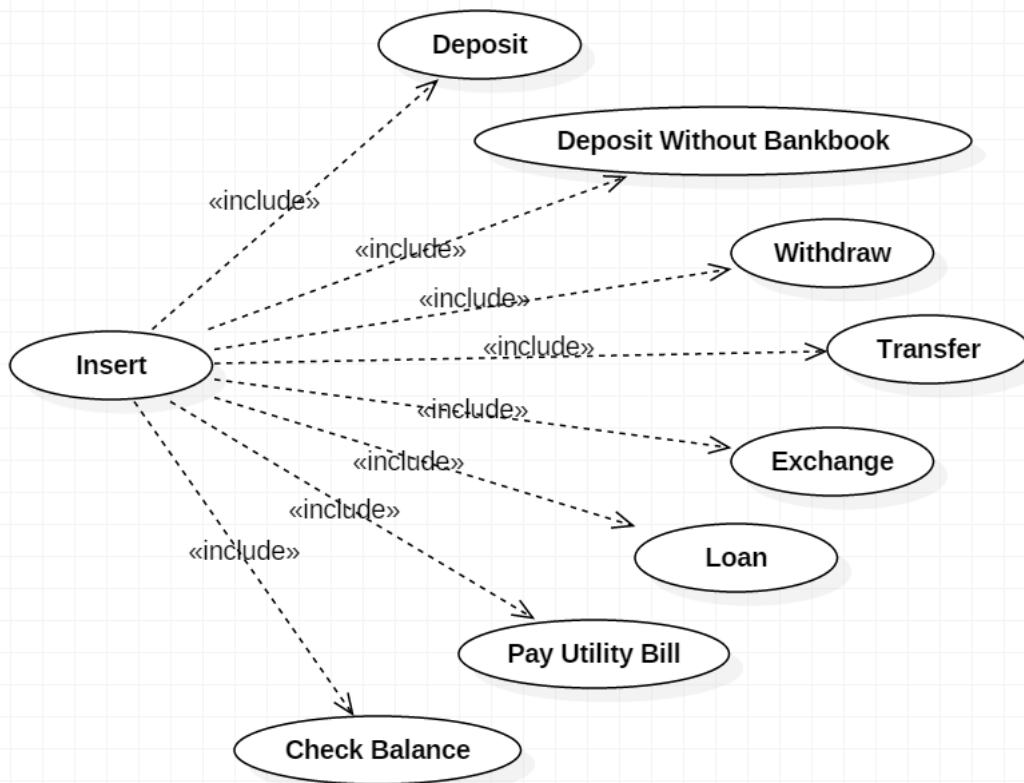 Deposit
Deposit Without Bankbook
«include»
«include»
Withdraw
«include»
«include»
Transfer
Insert
«include»
Exchange
«include»
«include»
«include»
Loan
Pay Utility Bill
Check Balance